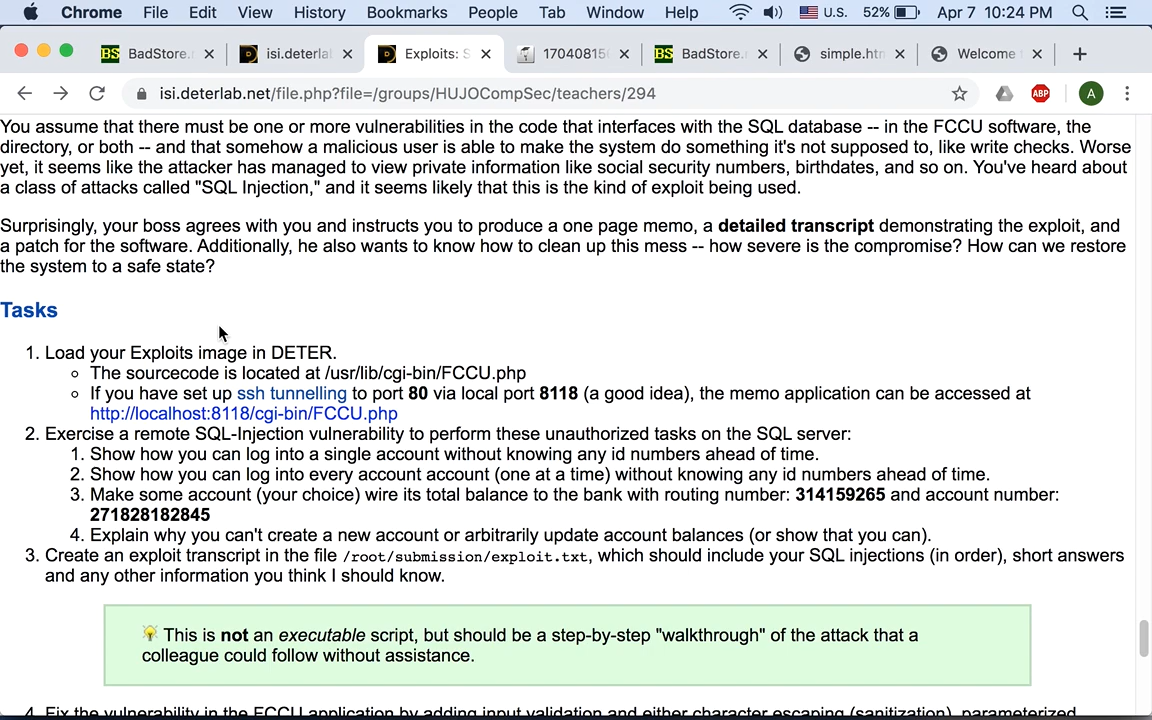 Chrome File Edit View History Bookmarks People Tab Window Help U.S. 52% Apr 7 10:24 PM
BS BadStore.n isi.deterla Exploits: S 170408156 BS BadStore.n simple.htm Welcome
isi.deterlab.net/file.php?file=/groups/HUJOCompSec/teachers/294 ABP A
You assume that there must be one or more vulnerabilities in the code that interfaces with the SQL database -- in the FCCU software, the
directory, or both -- and that somehow a malicious user is able to make the system do something it's not supposed to, like write checks. Worse
yet, it seems like the attacker has managed to view private information like social security numbers, birthdates, and so on. You've heard about
a class of attacks called "SQL Injection," and it seems likely that this is the kind of exploit being used.
Surprisingly, your boss agrees with you and instructs you to produce a one page memo, a detailed transcript demonstrating the exploit, and
a patch for the software. Additionally, he also wants to know how to clean up this mess -- how severe is the compromise? How can we restore
the system to a safe state?
Tasks
1. Load your Exploits image in DETER.
The sourcecode is located at /usr/lib/cgi-bin/FCCU.php
If you have set up ssh tunnelling to port 80 via local port 8118 (a good idea), the memo application can be accessed at
http://localhost:8118/cgi-bin/FCCU.php
2. Exercise a remote SQL-Injection vulnerability to perform these unauthorized tasks on the SQL server:
1. Show how you can log into a single account without knowing any id numbers ahead of time.
2. Show how you can log into every account account (one at a time) without knowing any id numbers ahead of time.
3. Make some account (your choice) wire its total balance to the bank with routing number: 314159265 and account number:
271828182845
4. Explain why you can't create a new account or arbitrarily update account balances (or show that you can).
3. Create an exploit transcript in the file /root/submission/exploit.txt, which should include your SQL injections (in order), short answers
and any other information you think I should know.
This is not an executable script, but should be a step-by-step "walkthrough" of the attack that a
colleague could follow without assistance.
4. Fix the vulnerability in the FCCU application by adding input validation and either character escaping (sanitization), parameterized